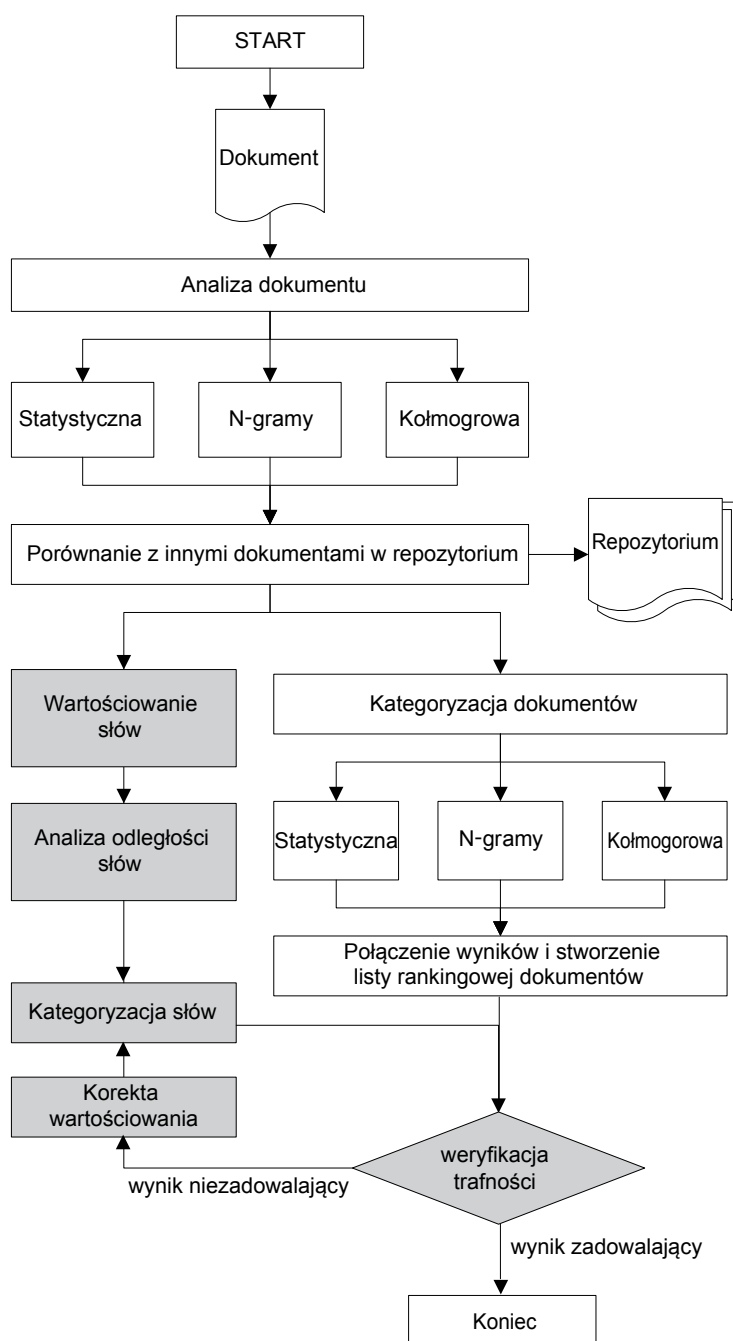 START
Dokument
Analiza dokumentu
Statystyczna
N-gramy
Kołmogrowa
Porównanie z innymi dokumentami w repozytorium
Repozytorium
Wartościowanie
słów
Kategoryzacja dokumentów
Analiza odległości
słów
Statystyczna
N-gramy
Kołmogorowa
Połączenie wyników i stworzenie
listy rankingowej dokumentów
Kategoryzacja słów
Korekta
wartościowania
weryfikacja
trafności
wynik niezadowalający
wynik zadowalający
Koniec